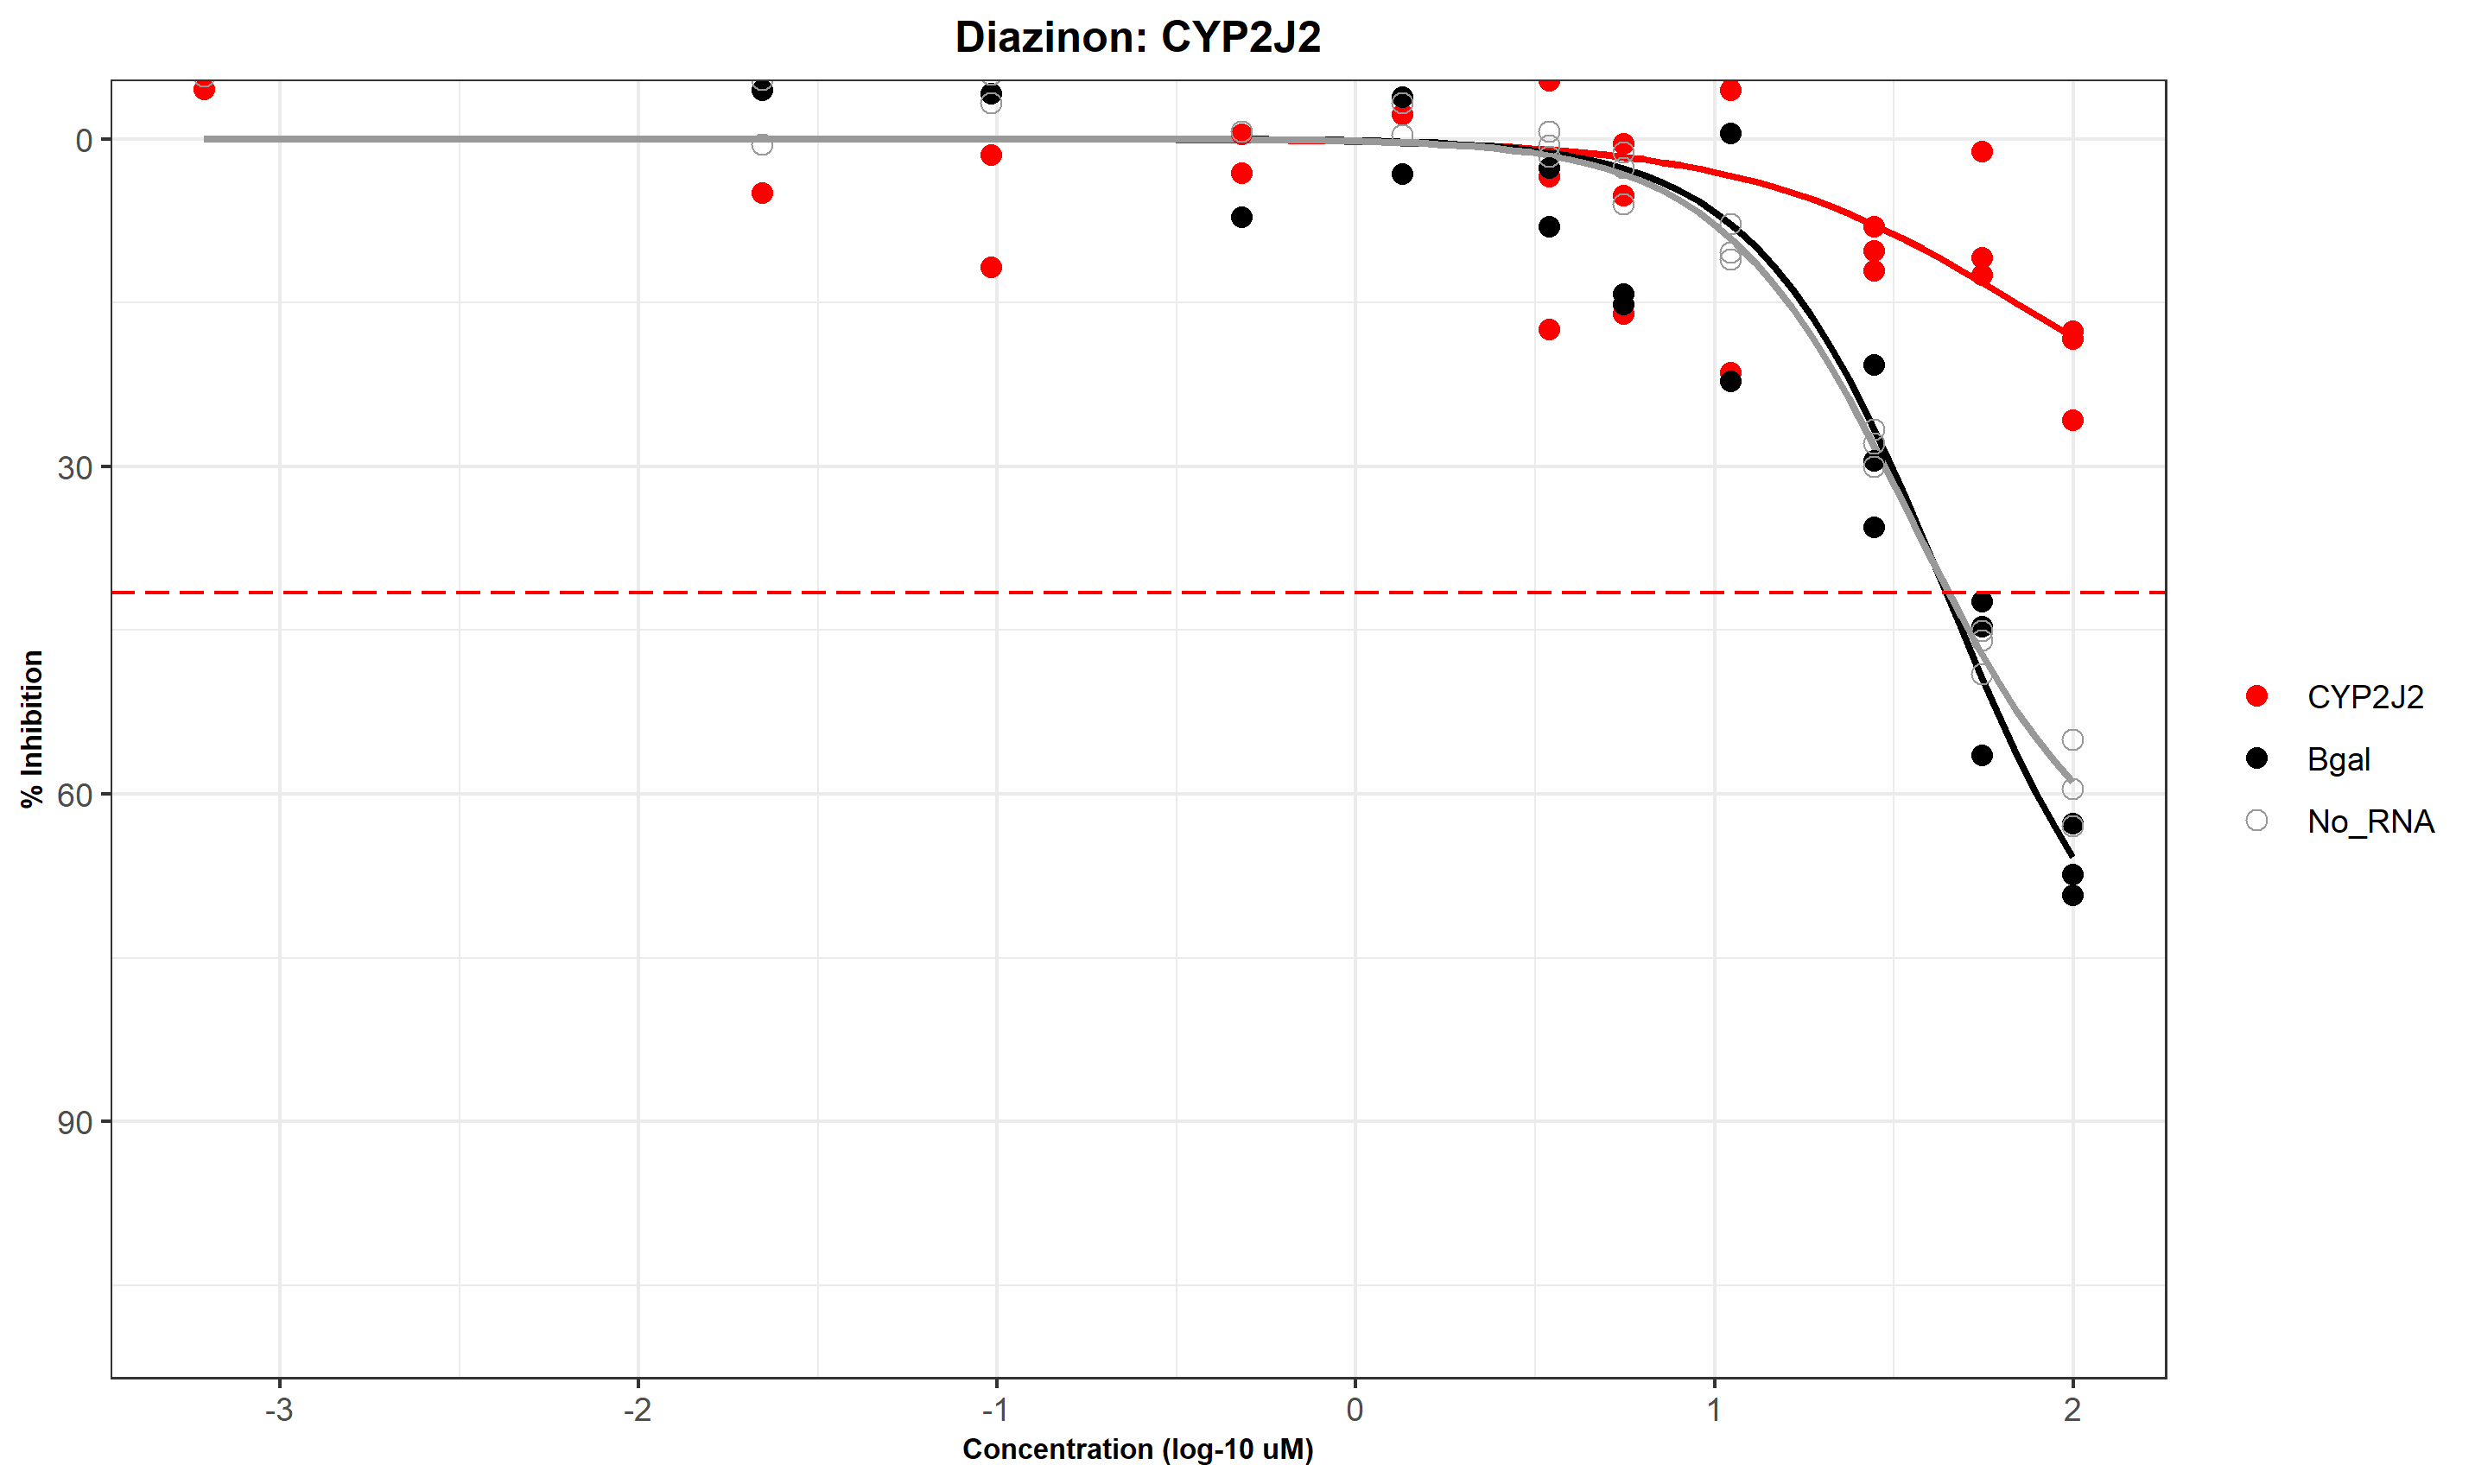 Diazinon: CYP2J2
0
30
60
90
% Inhibition
-3
-2
-1
0
1
2
Concentration (log-10 uM)
CYP2J2
Bgal
No_RNA